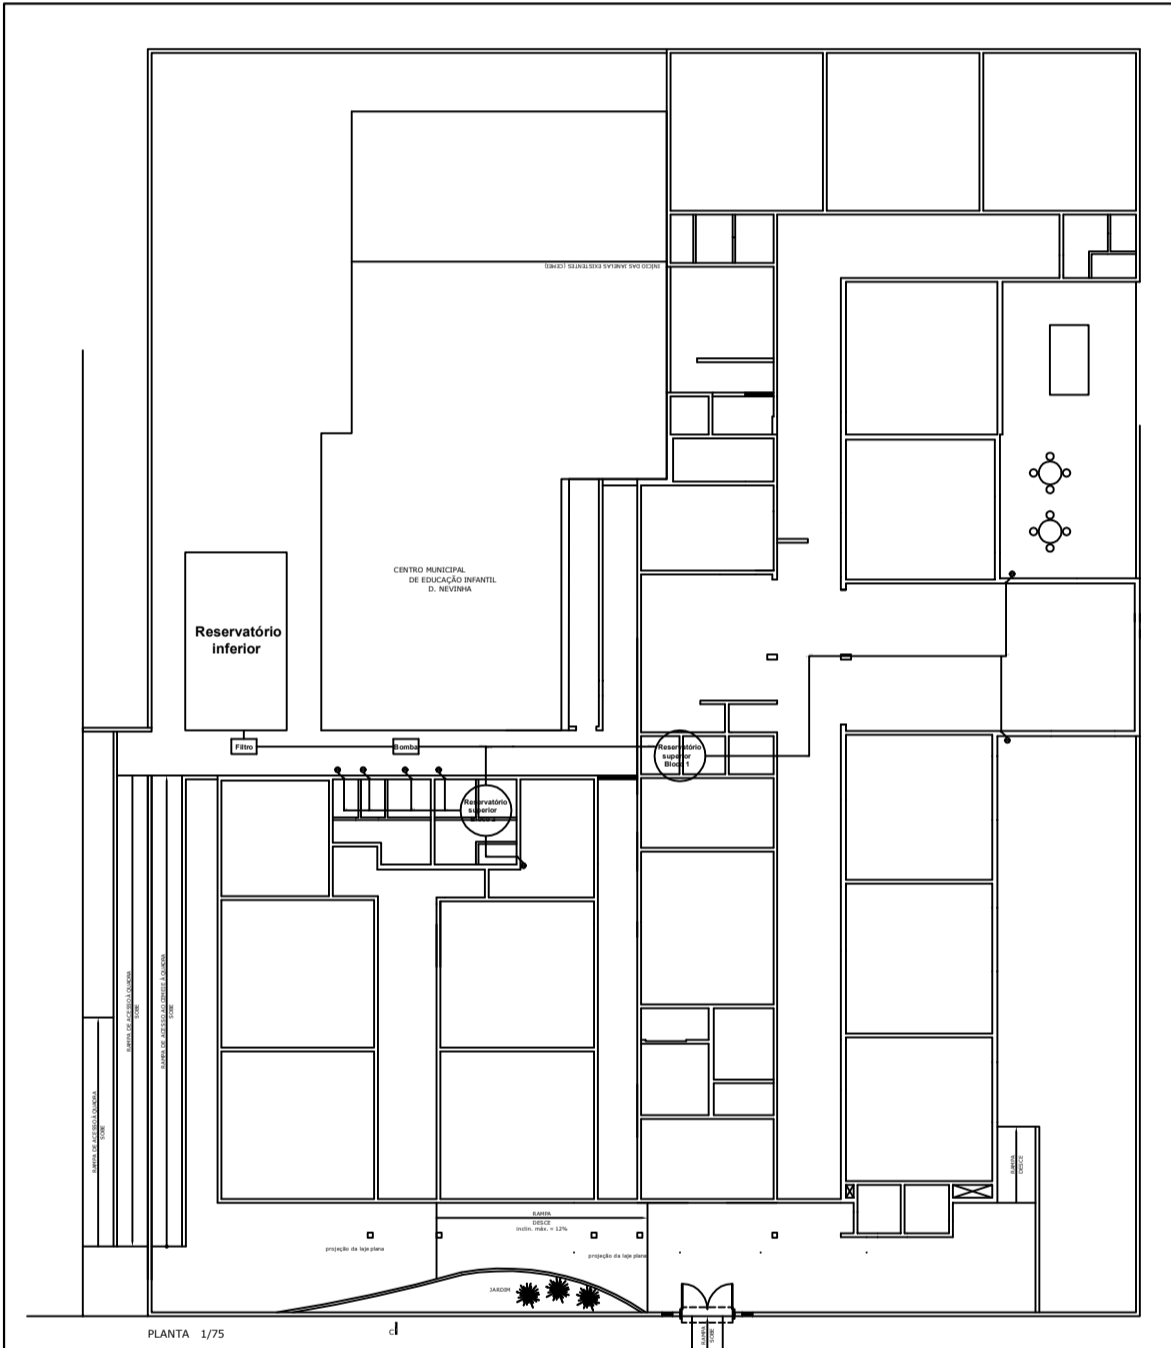 INÍCIO DAS JANELAS EXISTENTES (CEMEI)
CENTRO MUNICIPAL
DE EDUCAÇÃO INFANTIL
D. NEVINHA
Reservatório
inferior
Filtro
Bomba
Reservatório
superior
Bloco 1
Reservatório
superior
RAMPA DE ACESSO À QUADRA
SOBE
RAMPA DE ACESSO AO CEMEIE À QUADRA
SOBE
RAMPA DE ACESSO À QUADRA
SOBE
RAMPA
DESCE
RAMPA
DESCE
inclin. máx. = 12%
projeção da laje plana
projeção da laje plana
JARDIM
RAMPA
SOBE
PLANTA 1/75
C